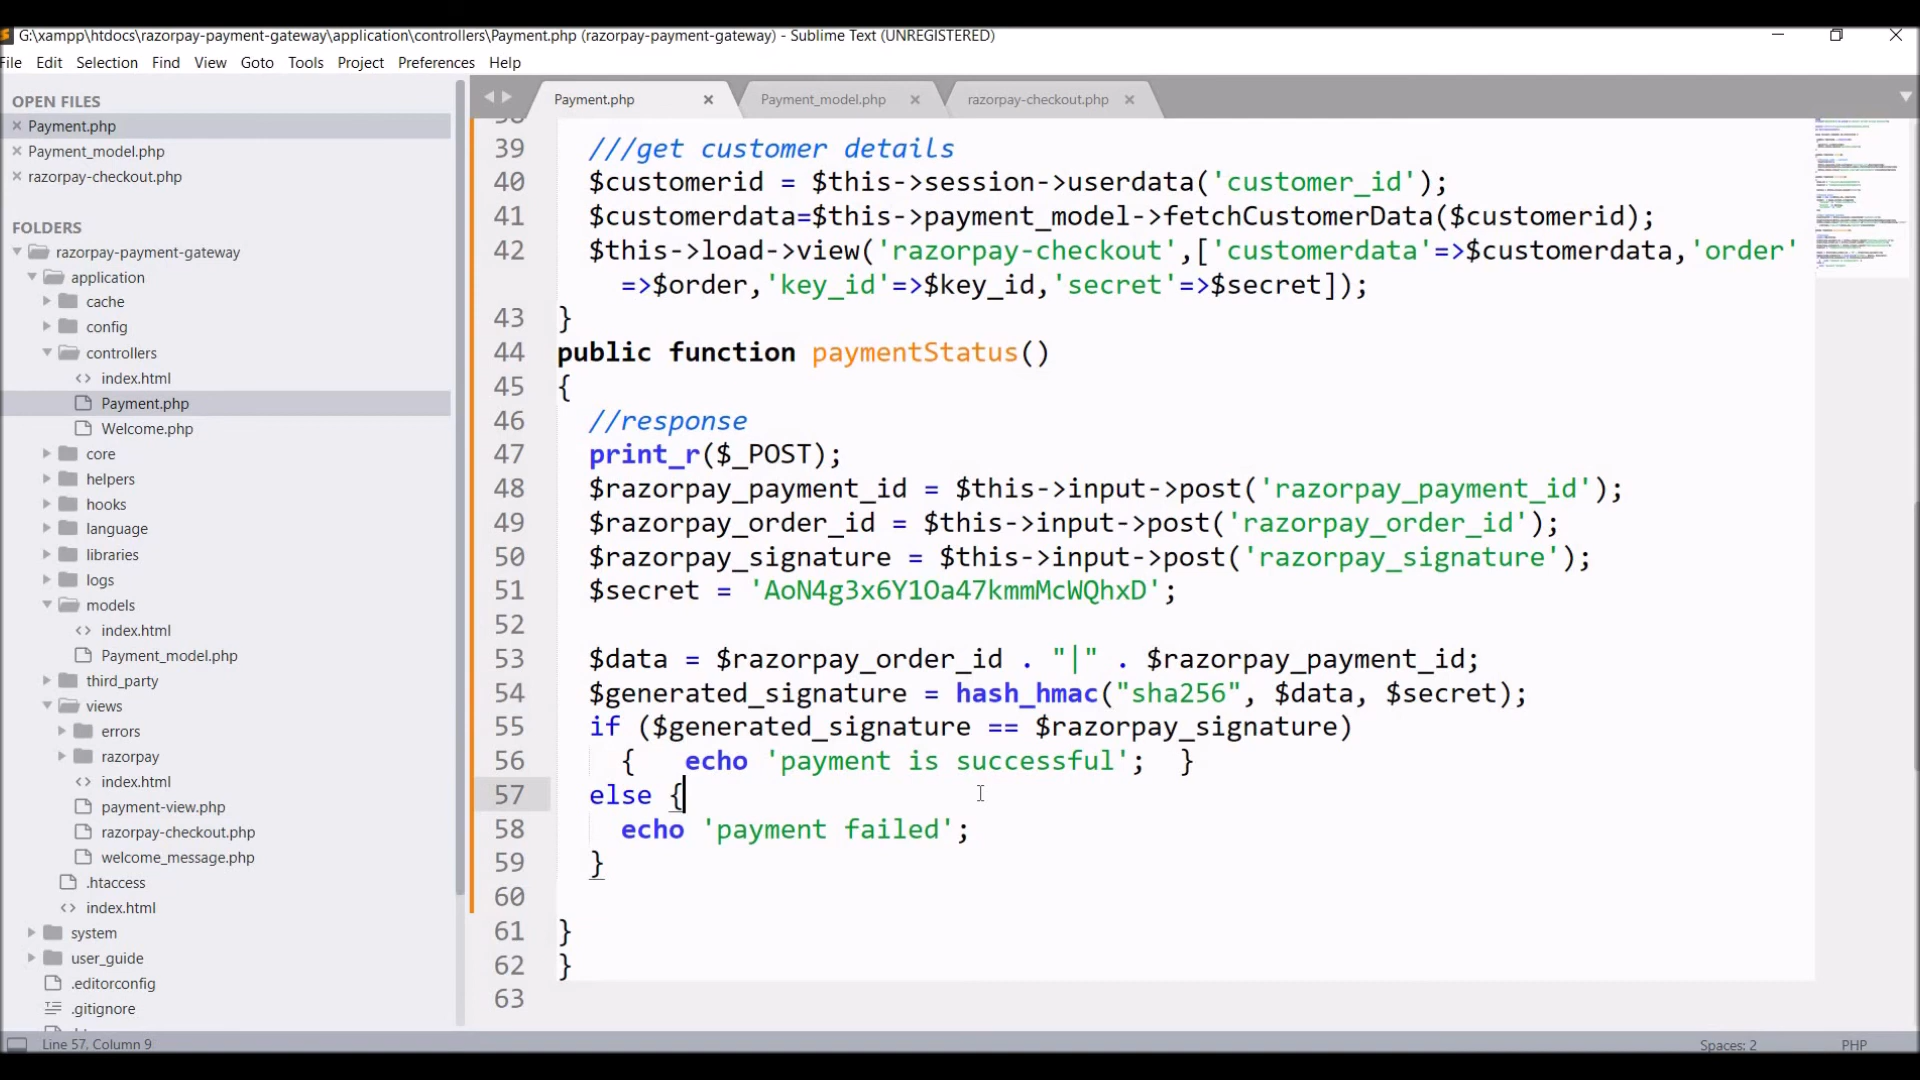 G:\xampp\htdocs\razorpay-payment-gateway\application\controllers\Payment.php (razorpay-payment-gateway) - Sublime Text (UNREGISTERED)
File Edit Selection Find View Goto Tools Project Preferences Help
OPEN FILES
Payment.php
Payment_model.php
razorpay-checkout.php
FOLDERS
razorpay-payment-gateway
application
cache
config
controllers
index.html
Payment.php
Welcome.php
core
helpers
hooks
language
libraries
logs
models
index.html
Payment_model.php
third_party
views
errors
razorpay
index.html
payment-view.php
razorpay-checkout.php
welcome_message.php
.htaccess
index.html
system
user_guide
.editorconfig
.gitignore
Payment.php Payment_model.php razorpay-checkout.php
38
39 ///get customer details
40 $customerid = $this->session->userdata('customer_id');
41 $customerdata=$this->payment_model->fetchCustomerData($customerid);
42 $this->load->view('razorpay-checkout',['customerdata'=>$customerdata,'order'
=>$order,'key_id'=>$key_id,'secret'=>$secret]);
43 }
44 public function paymentStatus()
45 {
46 //response
47 print_r($_POST);
48 $razorpay_payment_id = $this->input->post('razorpay_payment_id');
49 $razorpay_order_id = $this->input->post('razorpay_order_id');
50 $razorpay_signature = $this->input->post('razorpay_signature');
51 $secret = 'AoN4g3x6Y1Oa47kmmMcWQhxD';
52
53 $data = $razorpay_order_id . "|" . $razorpay_payment_id;
54 $generated_signature = hash_hmac("sha256", $data, $secret);
55 if ($generated_signature == $razorpay_signature)
56 { echo 'payment is successful'; }
57 else {
58 echo 'payment failed';
59 }
60
61 }
62 }
63
Line 57, Column 9
Spaces: 2
PHP